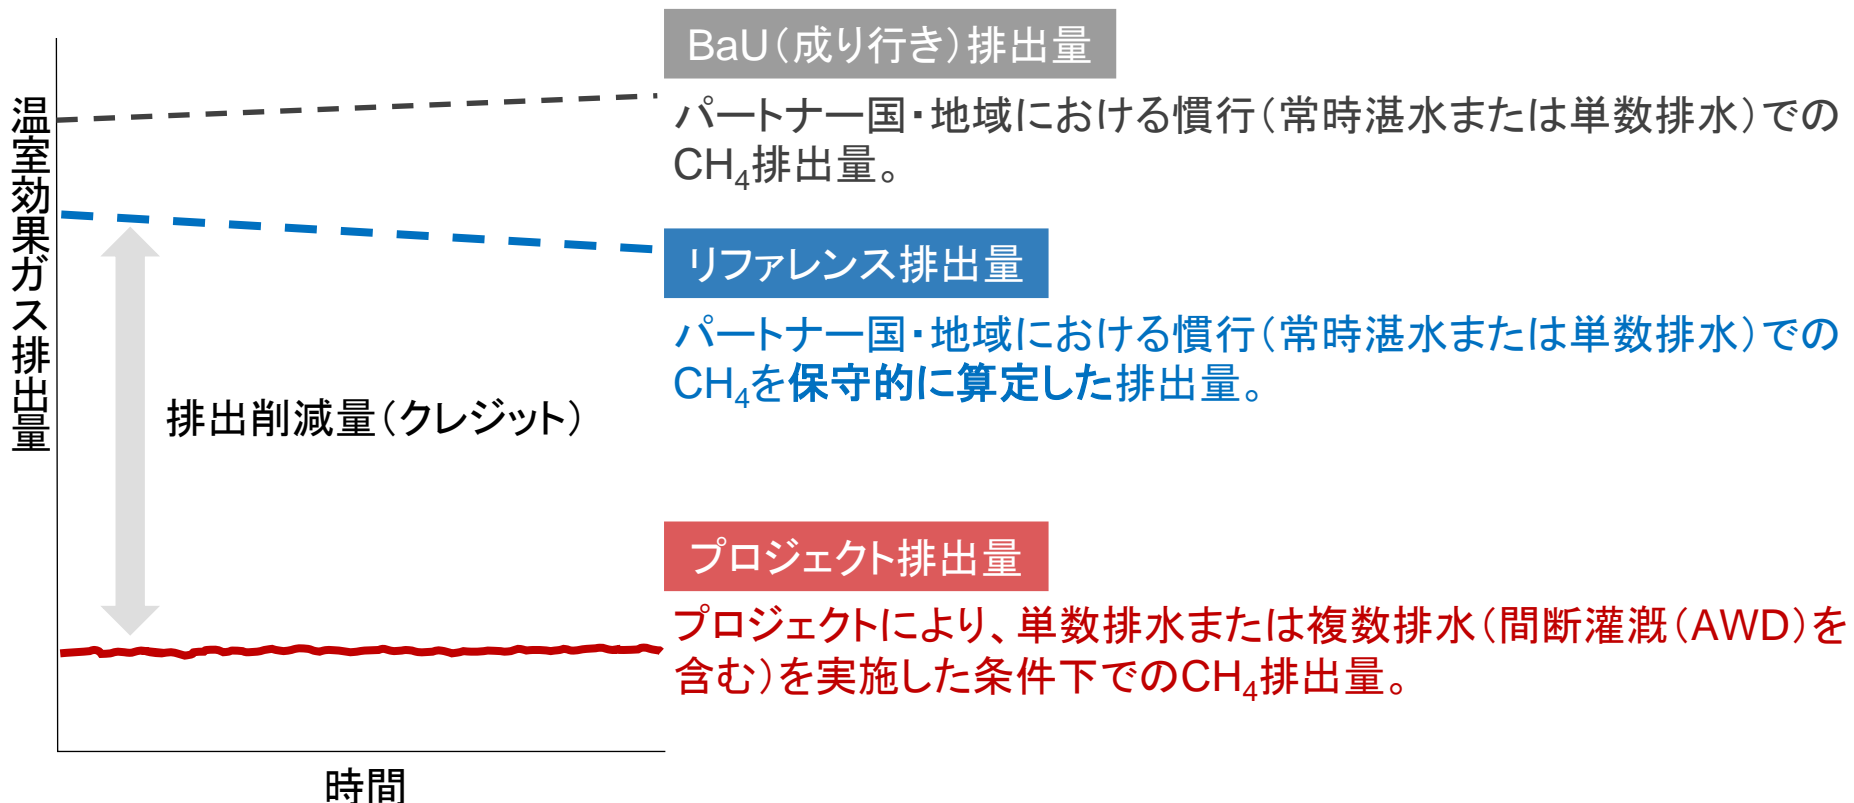 BaU（成り行き）排出量
パートナー国・地域における慣行（常時湛水または単数排水）での
CH₄排出量。
温室効果ガス排出量
リファレンス排出量
パートナー国・地域における慣行（常時湛水または単数排水）での
CH₄を保守的に算定した排出量。
排出削減量（クレジット）
プロジェクト排出量
プロジェクトにより、単数排水または複数排水（間断灌漑（AWD）を
含む）を実施した条件下でのCH₄排出量。
時間